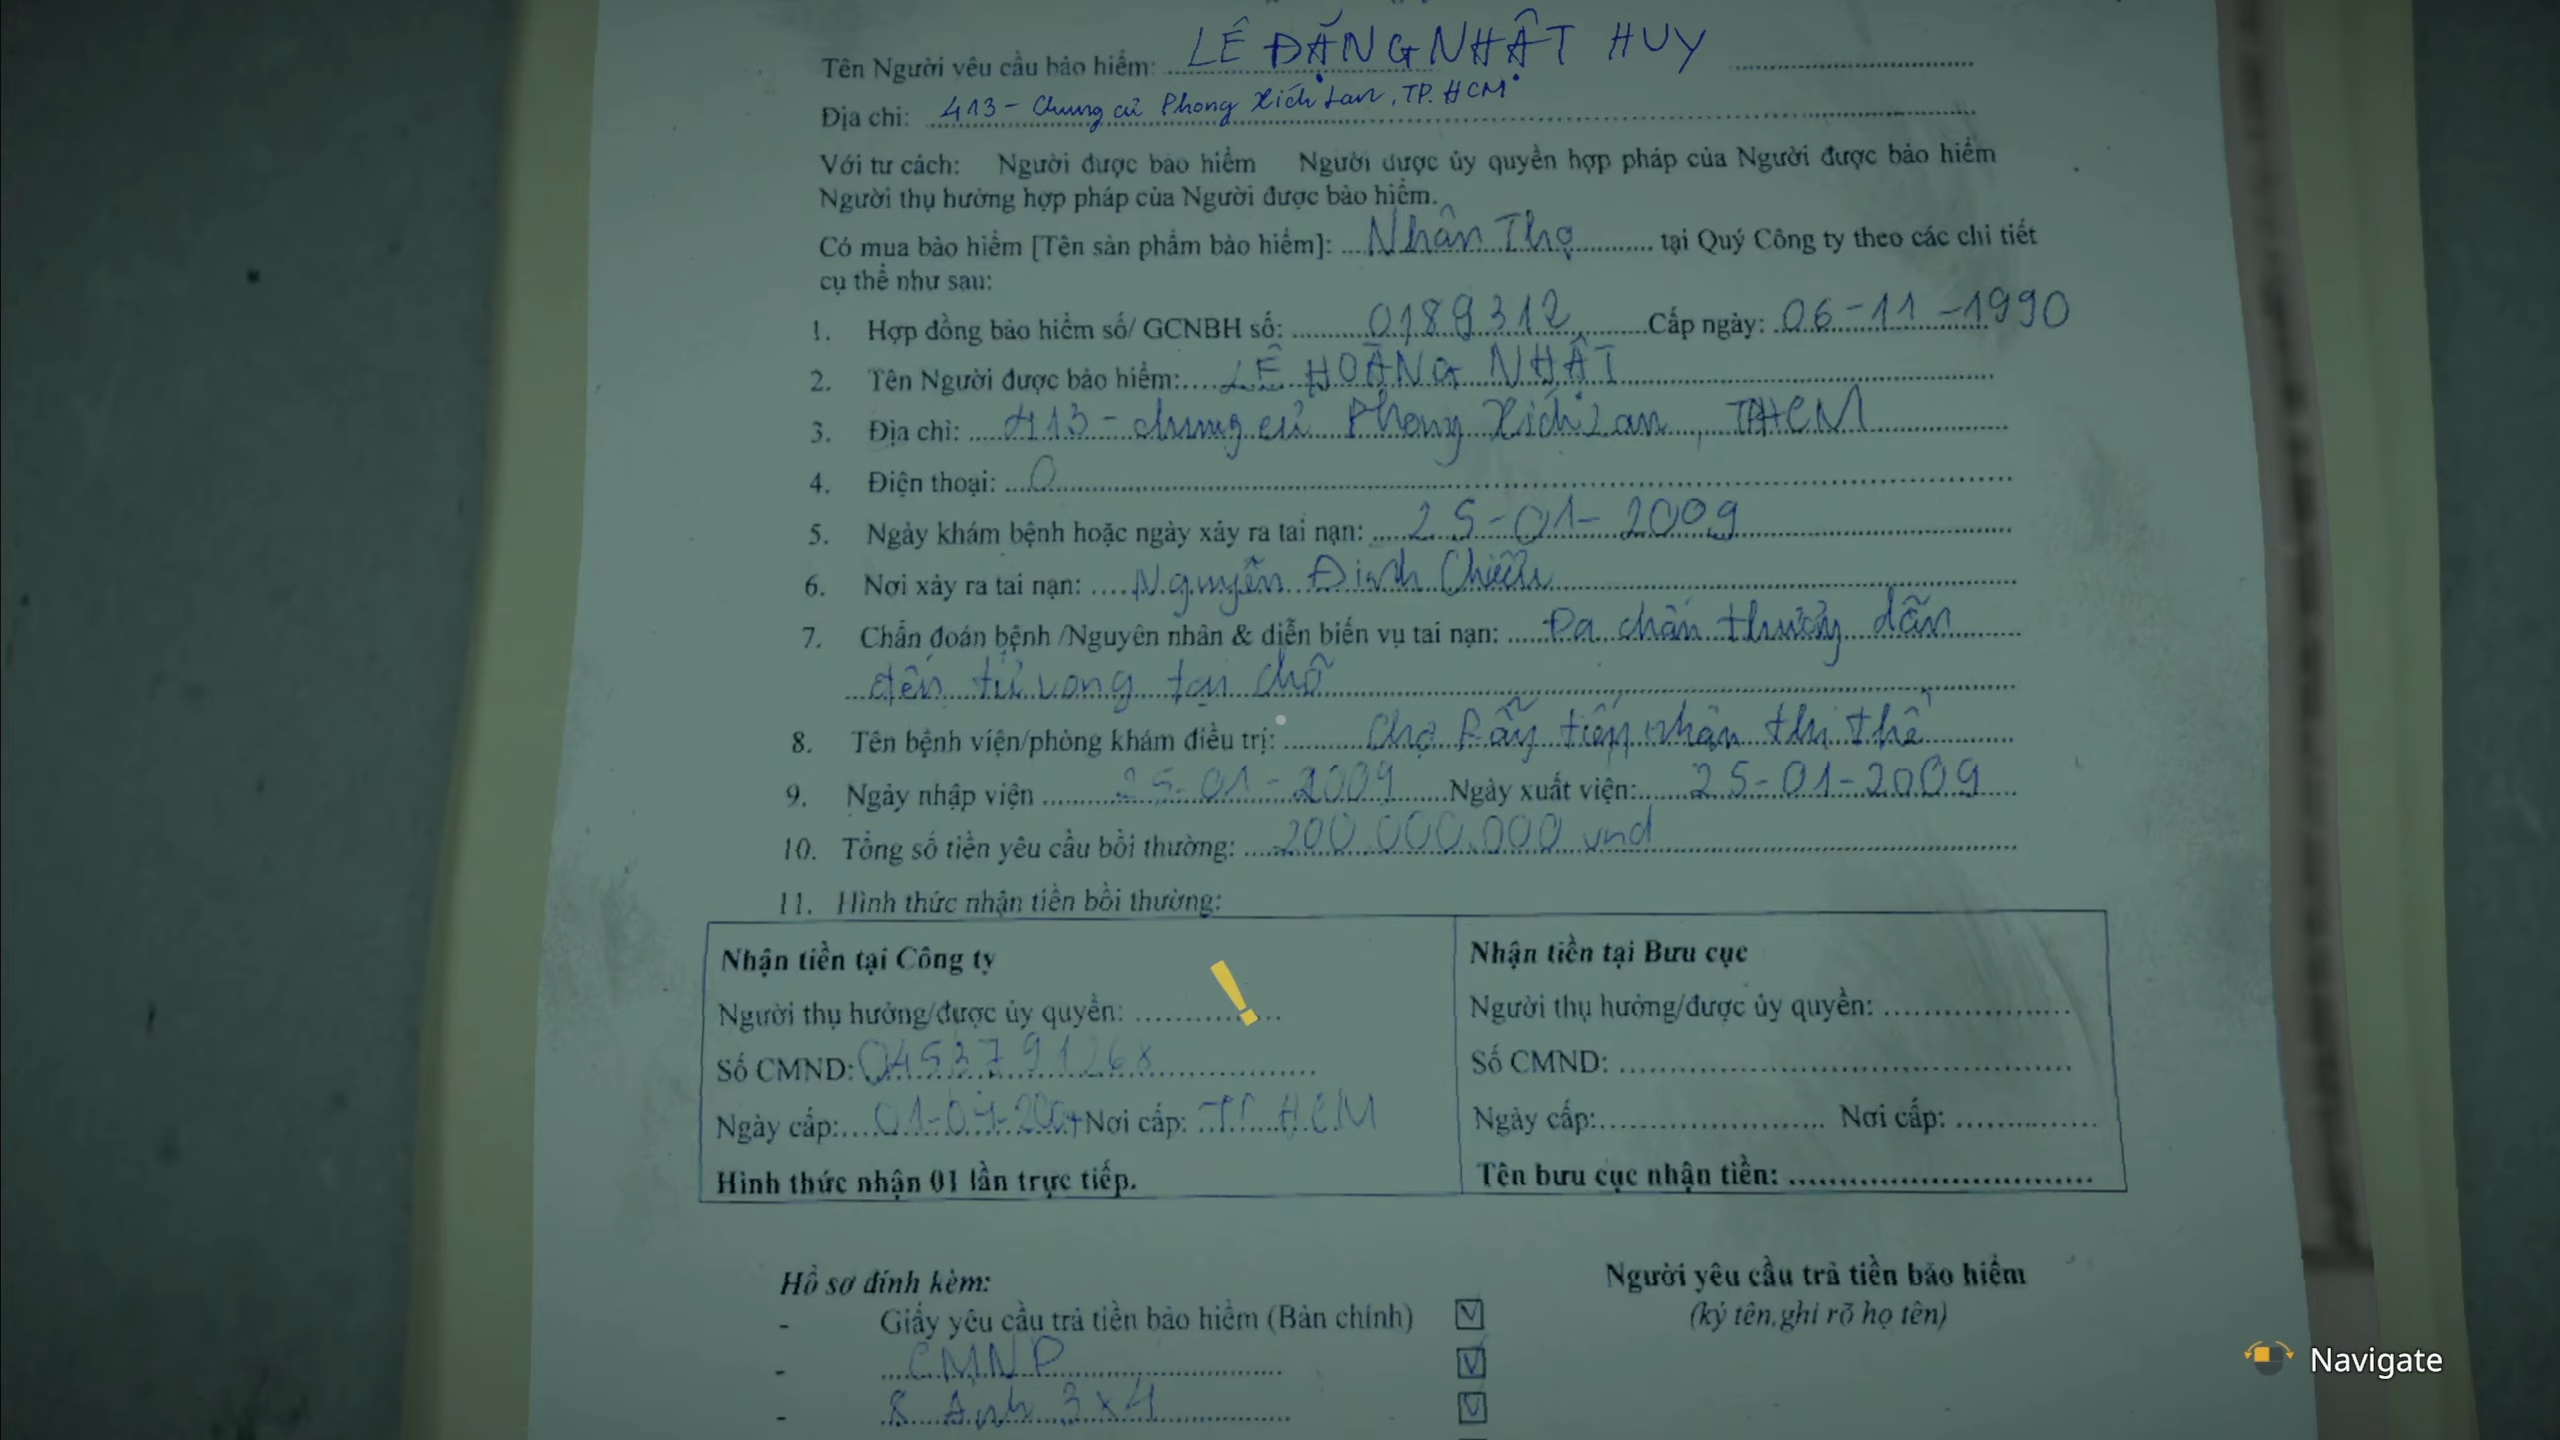 Tên Người yêu cầu bảo hiểm: LÊ ĐẶNG NHẬT HUY
Địa chỉ: 413 - Chung cư Phong Xích Lan, TP. HCM
Với tư cách: Người được bảo hiểm Người được ủy quyền hợp pháp của Người được bảo hiểm
Người thụ hưởng hợp pháp của Người được bảo hiểm.
Có mua bảo hiểm [Tên sản phẩm bảo hiểm]: Nhân Thọ tại Quý Công ty theo các chi tiết
cụ thể như sau:
1. Hợp đồng bảo hiểm số/ GCNBH số: 0189312 Cấp ngày: 06-11-1990
2. Tên Người được bảo hiểm: LÊ HOÀNG NHẬT
3. Địa chỉ: 413 - chung cư Phong Xích Lan, TPHCM
4. Điện thoại: 0
5. Ngày khám bệnh hoặc ngày xảy ra tai nạn: 25-01-2009
6. Nơi xảy ra tai nạn: Nguyễn Đình Chiểu
7. Chẩn đoán bệnh /Nguyên nhân & diễn biến vụ tai nạn: Đa chấn thương dẫn
đến tử vong tại chỗ
8. Tên bệnh viện/phòng khám điều trị: Chợ Rẫy tiếp nhận thi thể
9. Ngày nhập viện 25-01-2009 Ngày xuất viện: 25-01-2009
10. Tổng số tiền yêu cầu bồi thường: 200.000.000 vnd
11. Hình thức nhận tiền bồi thường:
Nhận tiền tại Công ty
Người thụ hưởng/được ủy quyền:
Số CMND: 0453791268
Ngày cấp: Nơi cấp: TP. HCM
Hình thức nhận 01 lần trực tiếp.
Nhận tiền tại Bưu cục
Người thụ hưởng/được ủy quyền:
Số CMND:
Ngày cấp: Nơi cấp:
Tên bưu cục nhận tiền:
Hồ sơ đính kèm:
- Giấy yêu cầu trả tiền bảo hiểm (Bản chính)
- CMND
- 8 Ảnh 3x4
Người yêu cầu trả tiền bảo hiểm
(ký tên,ghi rõ họ tên)
Navigate